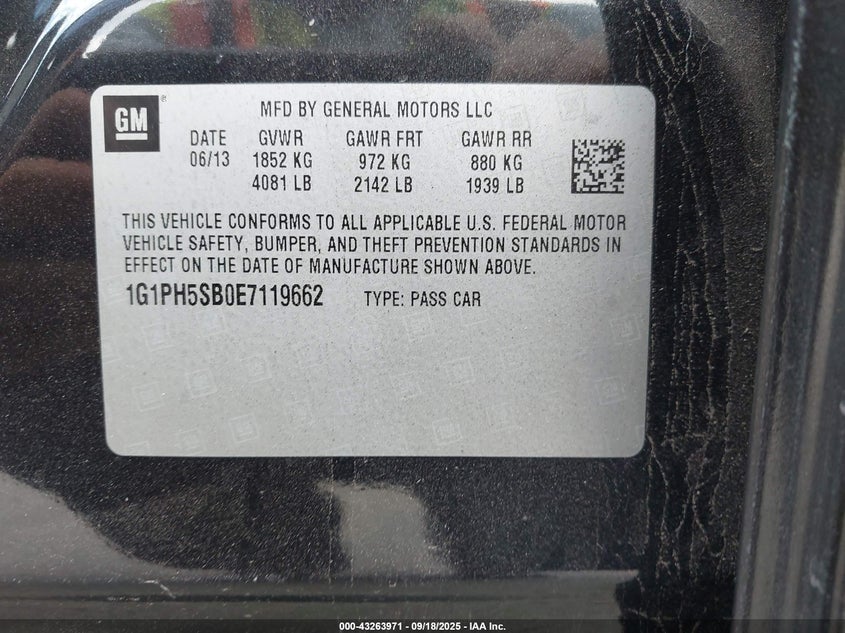 GM ®
MFD BY GENERAL MOTORS LLC
DATE GVWR GAWR FRT GAWR RR
06/13 1852 KG 972 KG 880 KG
4081 LB 2142 LB 1939 LB
THIS VEHICLE CONFORMS TO ALL APPLICABLE U.S. FEDERAL MOTOR
VEHICLE SAFETY, BUMPER, AND THEFT PREVENTION STANDARDS IN
EFFECT ON THE DATE OF MANUFACTURE SHOWN ABOVE.
1G1PH5SB0E7119662 TYPE: PASS CAR
000-43263971 - 09/18/2025 - IAA Inc.